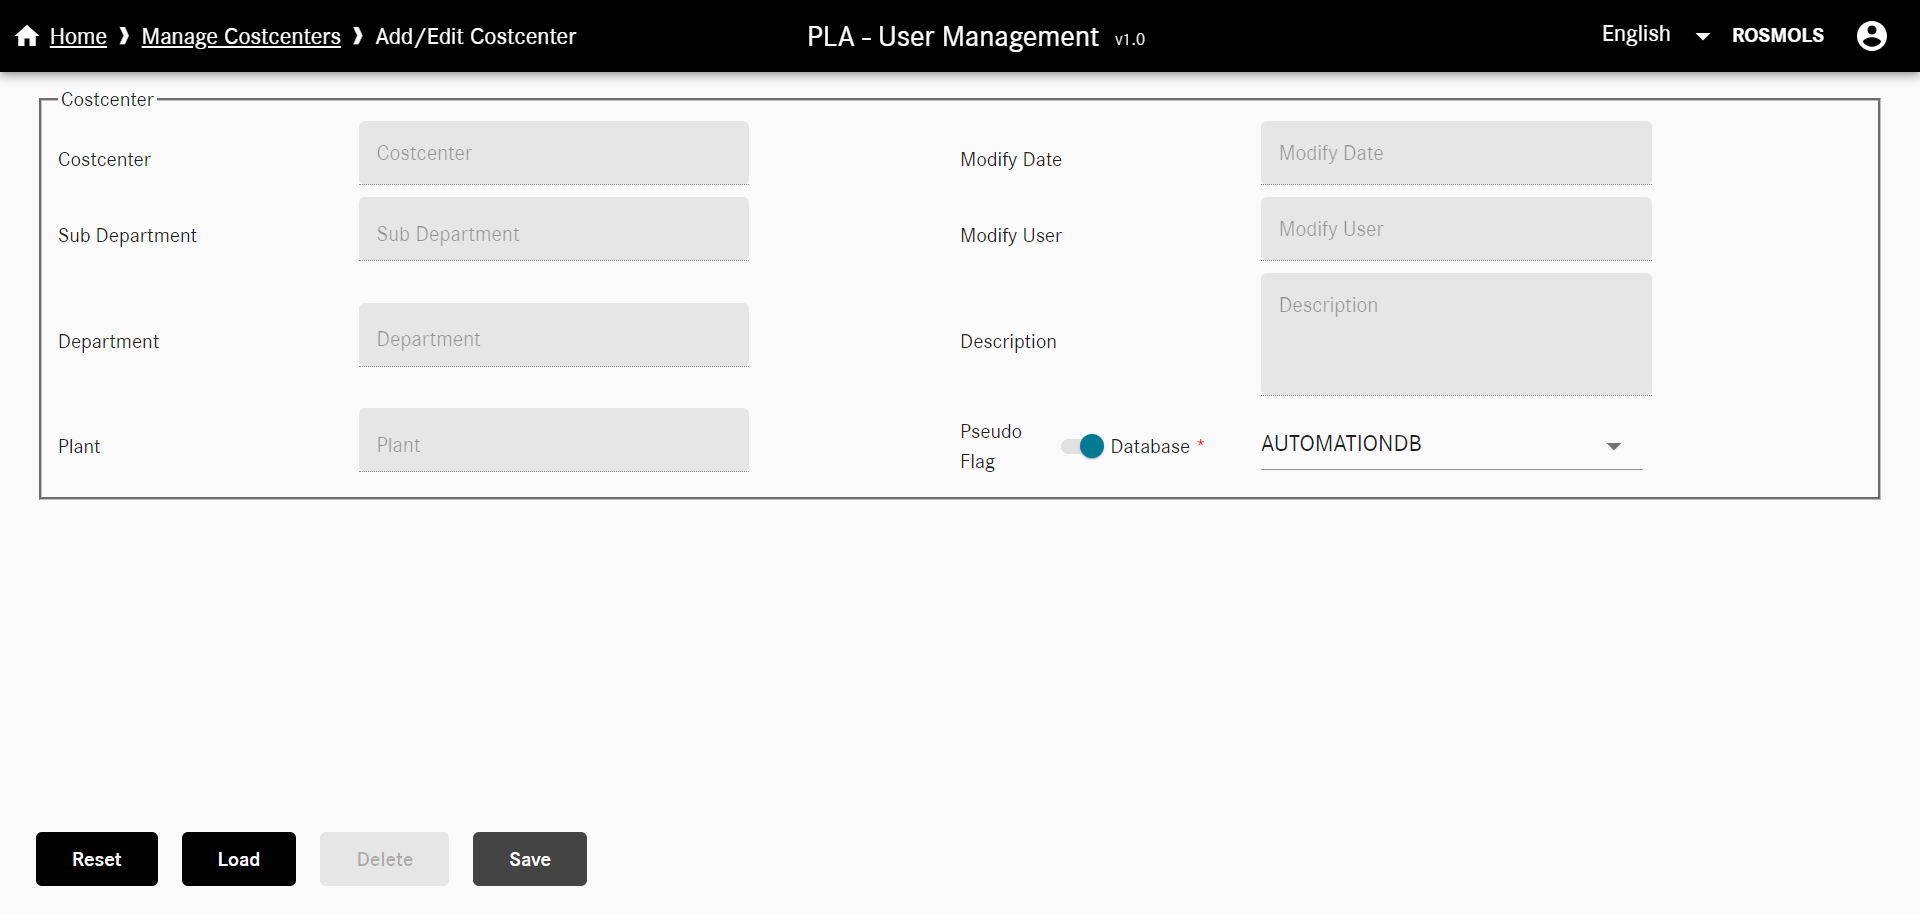 Home ❱ Manage Costcenters ❱ Add/Edit Costcenter
PLA - User Management v1.0
English
ROSMOLS
Costcenter
Costcenter
Costcenter
Modify Date
Modify Date
Sub Department
Sub Department
Modify User
Modify User
Department
Department
Description
Description
Plant
Plant
Pseudo
Flag
Database *
AUTOMATIONDB
Reset
Load
Delete
Save